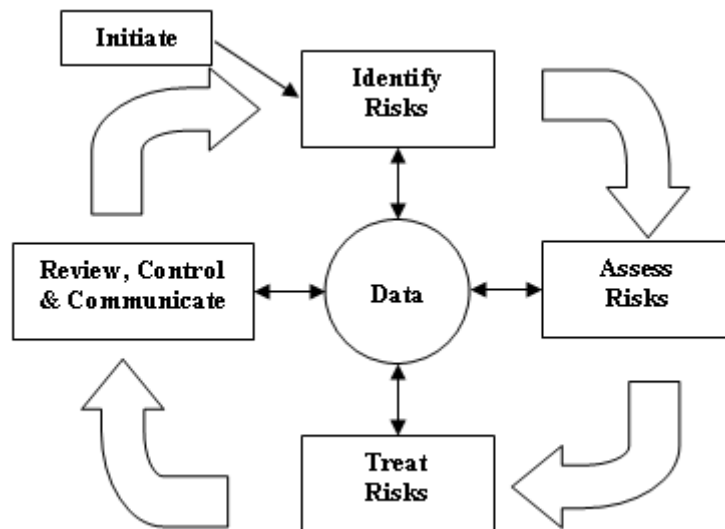 Initiate
Identify
Risks
Review, Control
& Communicate
Data
Assess
Risks
Treat
Risks